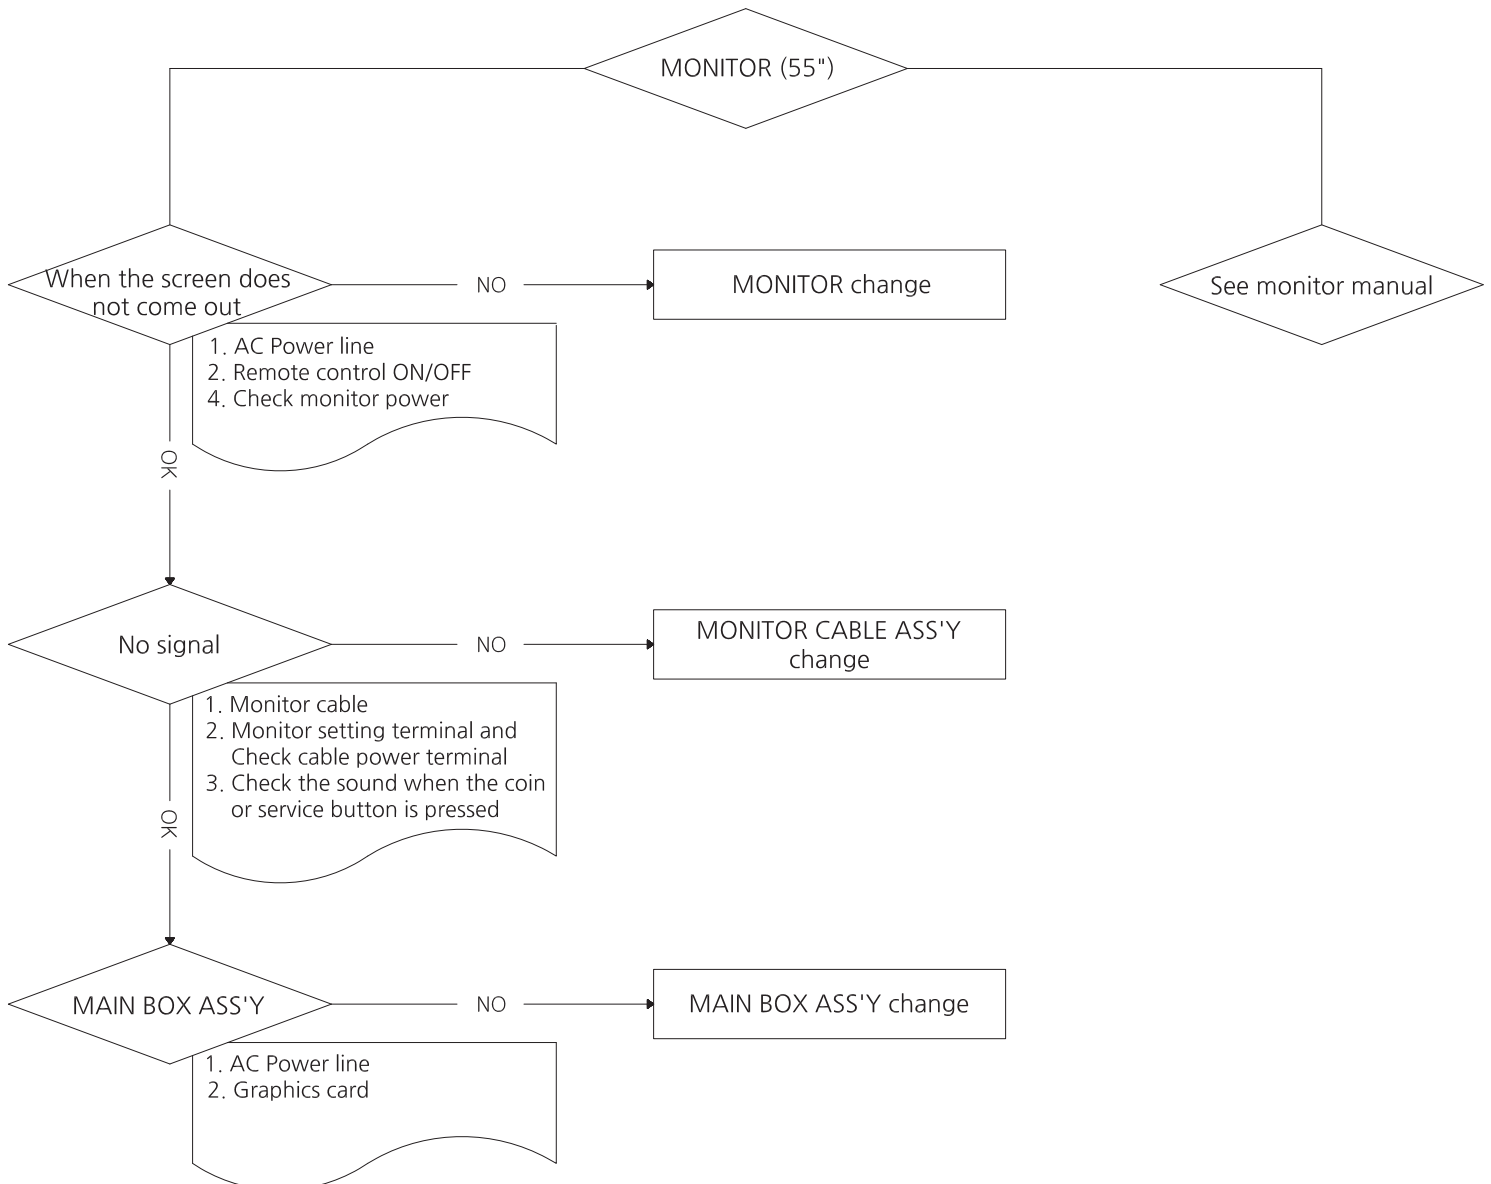 MONITOR (55")
When the screen does
not come out
NO
MONITOR change
See monitor manual
1. AC Power line
2. Remote control ON/OFF
4. Check monitor power
OK
No signal
NO
MONITOR CABLE ASS'Y
change
1. Monitor cable
2. Monitor setting terminal and
Check cable power terminal
3. Check the sound when the coin
or service button is pressed
OK
MAIN BOX ASS'Y
NO
MAIN BOX ASS'Y change
1. AC Power line
2. Graphics card